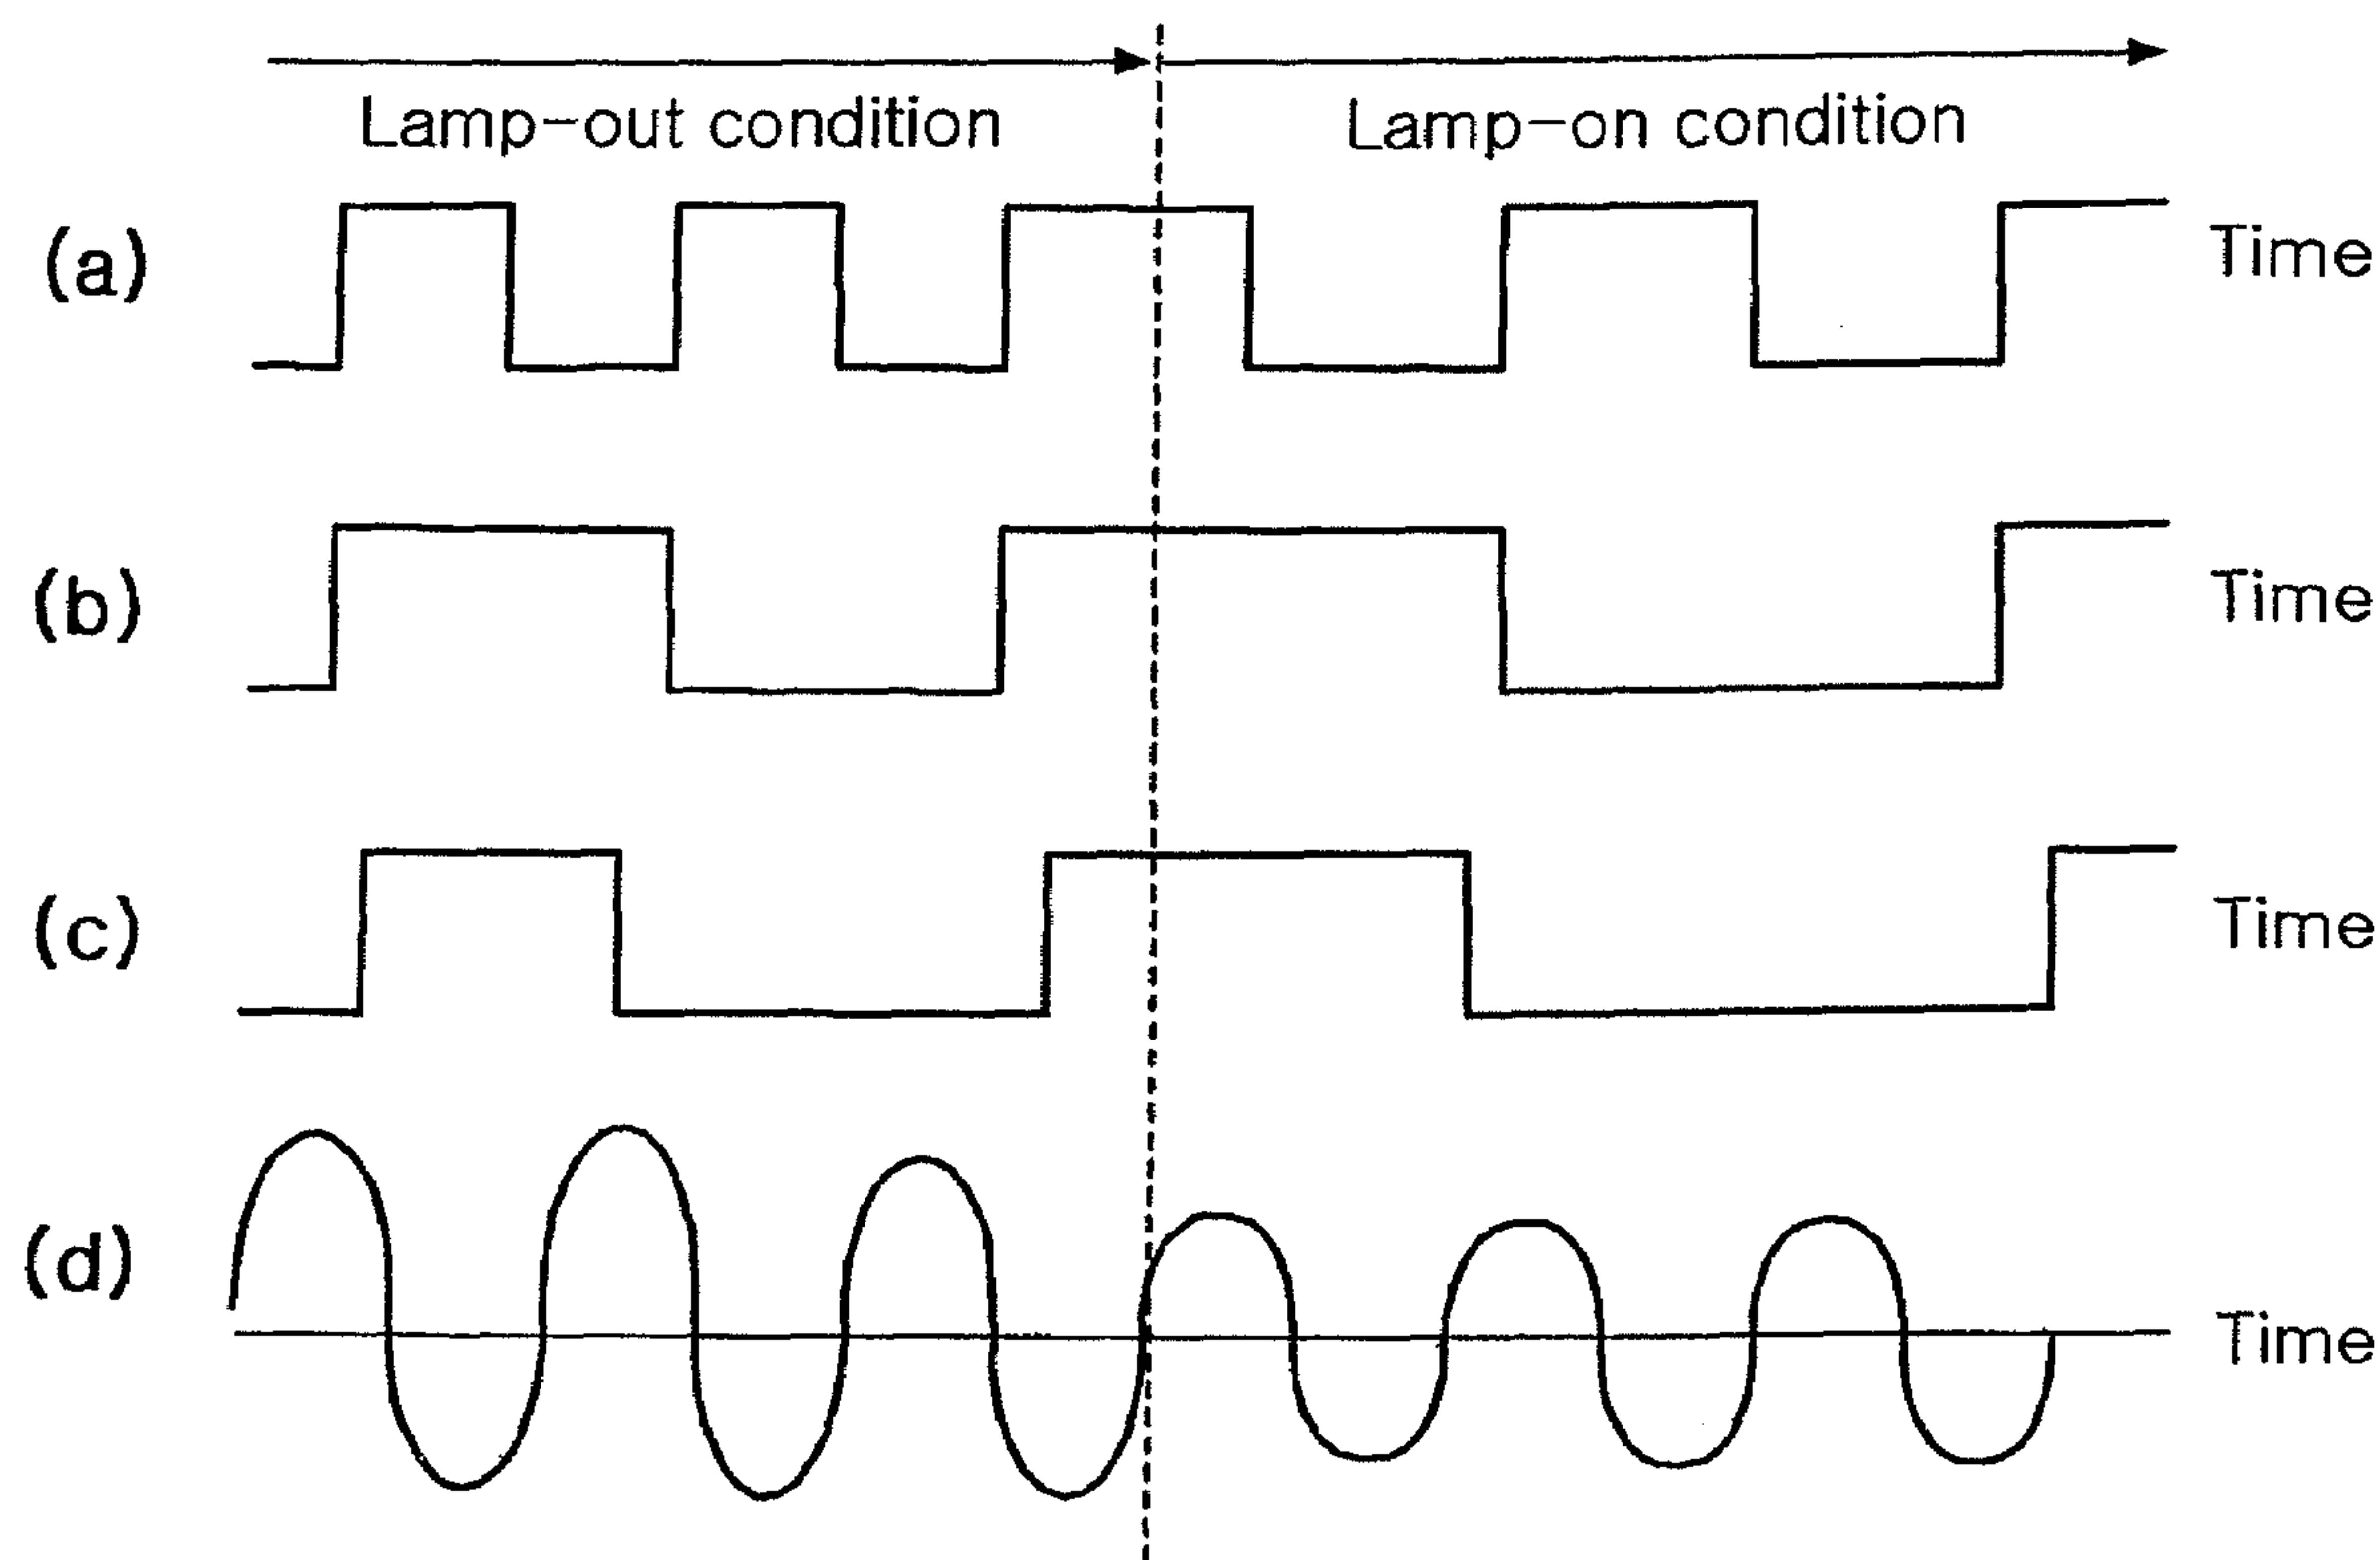 Lamp-out condition Lamp-on condition
(a) Time
(b) Time
(c) Time
(d) Time